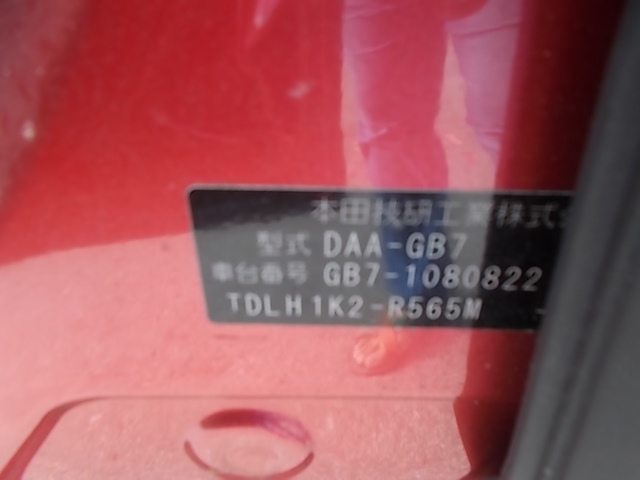 本田技研工業株式会
型式 DAA-GB7
車台番号 GB7-1080822
TDLH1K2-R565M